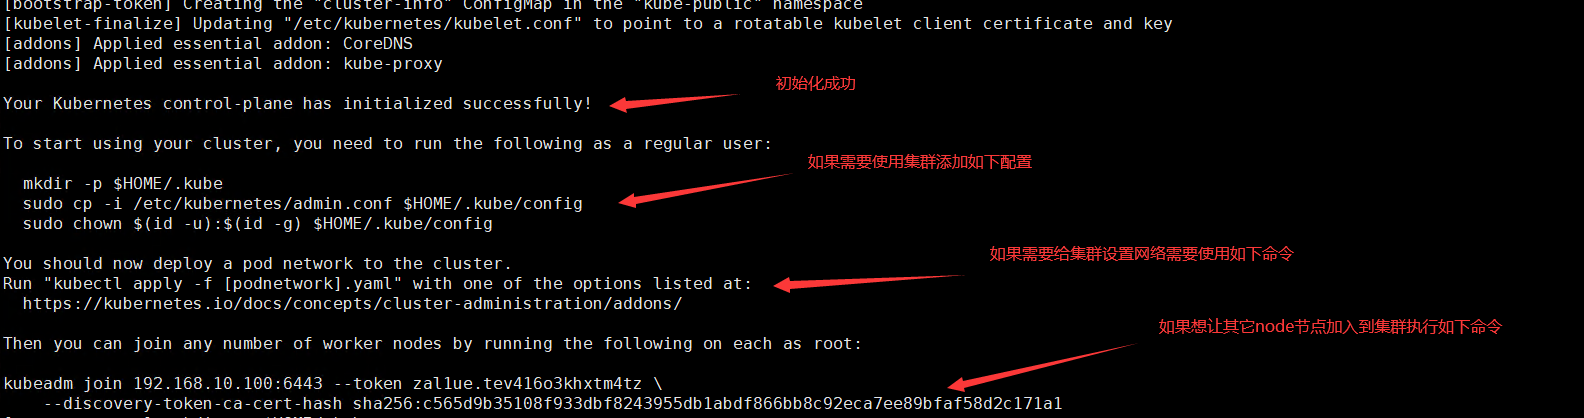 [bootstrap-token] Creating the "cluster-info" ConfigMap in the "kube-public" namespace
[kubelet-finalize] Updating "/etc/kubernetes/kubelet.conf" to point to a rotatable kubelet client certificate and key
[addons] Applied essential addon: CoreDNS
[addons] Applied essential addon: kube-proxy
初始化成功
Your Kubernetes control-plane has initialized successfully!
To start using your cluster, you need to run the following as a regular user:
如果需要使用集群添加如下配置
mkdir -p $HOME/.kube
sudo cp -i /etc/kubernetes/admin.conf $HOME/.kube/config
sudo chown $(id -u):$(id -g) $HOME/.kube/config
如果需要给集群设置网络需要使用如下命令
You should now deploy a pod network to the cluster.
Run "kubectl apply -f [podnetwork].yaml" with one of the options listed at:
https://kubernetes.io/docs/concepts/cluster-administration/addons/
如果想让其它node节点加入到集群执行如下命令
Then you can join any number of worker nodes by running the following on each as root:
kubeadm join 192.168.10.100:6443 --token zal1ue.tev416o3khxtm4tz \
--discovery-token-ca-cert-hash sha256:c565d9b35108f933dbf8243955db1abdf866bb8c92eca7ee89bfaf58d2c171a1